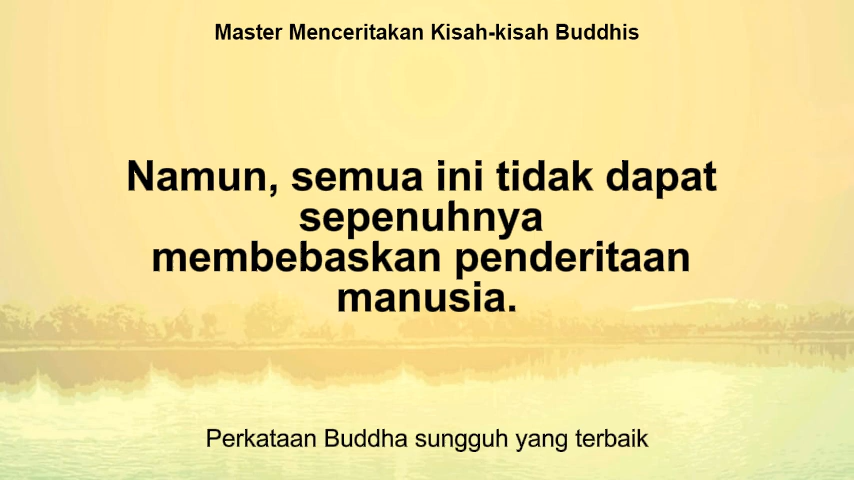 Master Menceritakan Kisah-kisah Buddhis
Namun, semua ini tidak dapat
sepenuhnya
membebaskan penderitaan
manusia.
Perkataan Buddha sungguh yang terbaik